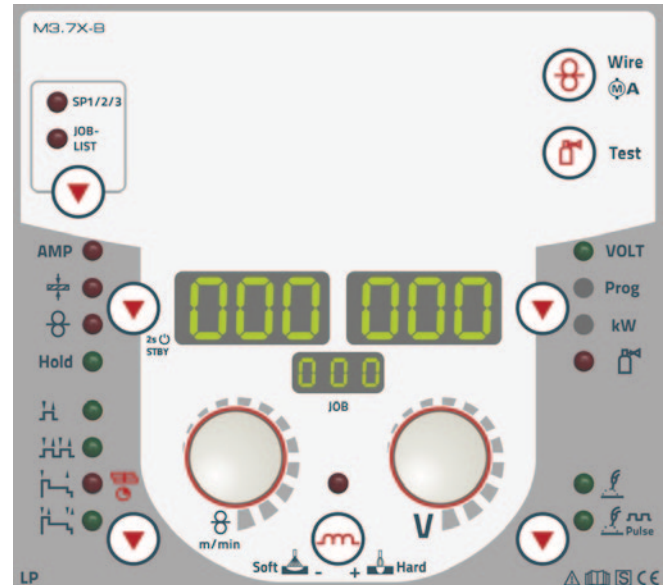 M3.7X-B
SP1/2/3
JOB-
LIST
Wire
M A
Test
AMP
Hold
2s
STBY
000 000
000
JOB
VOLT
Prog
kW
m/min
V
Pulse
Soft - + Hard
LP
S CE